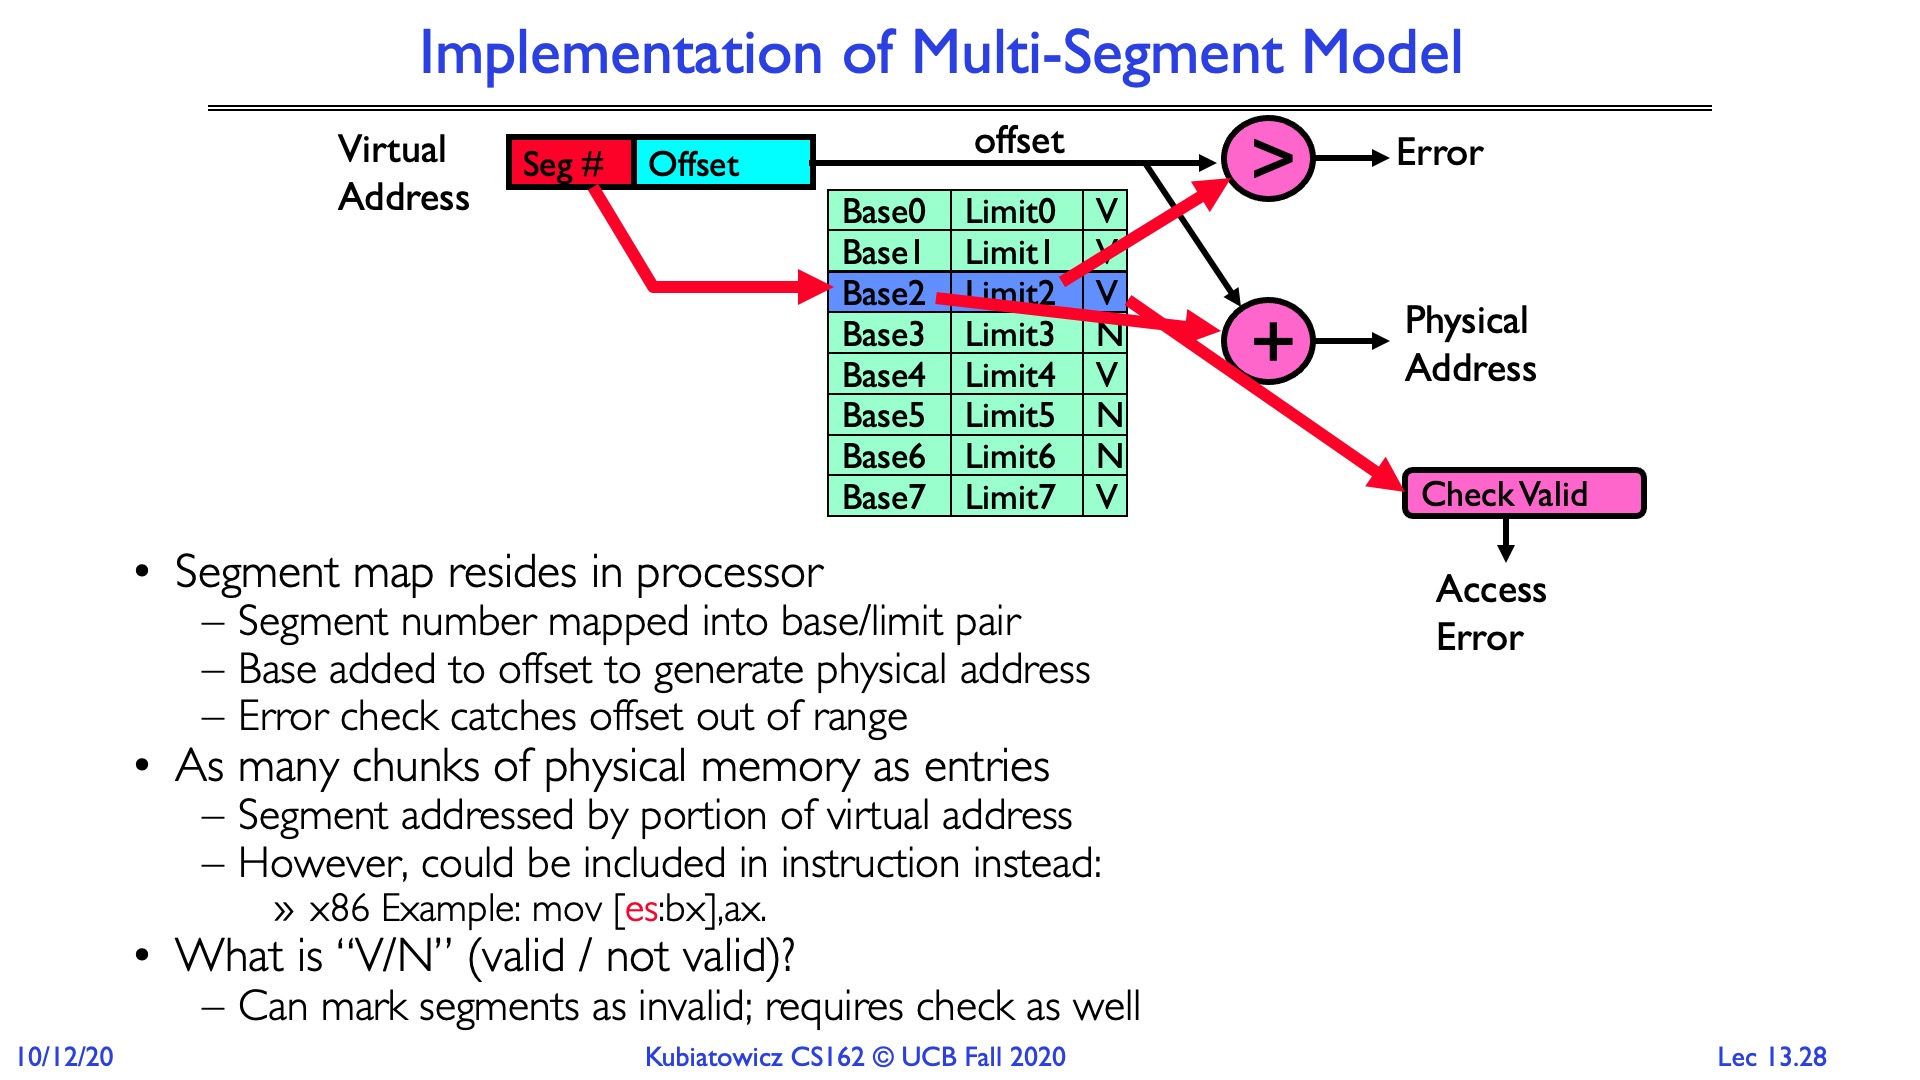 Implementation of Multi-Segment Model
Virtual
Address
Seg #
Offset
offset
>
Error
Base0 Limit0 V
Base1 Limit1 V
Base2 Limit2 V
Base3 Limit3 N
Base4 Limit4 V
Base5 Limit5 N
Base6 Limit6 N
Base7 Limit7 V
+
Physical
Address
Check Valid
Access
Error
• Segment map resides in processor
– Segment number mapped into base/limit pair
– Base added to offset to generate physical address
– Error check catches offset out of range
• As many chunks of physical memory as entries
– Segment addressed by portion of virtual address
– However, could be included in instruction instead:
» x86 Example: mov [es:bx],ax.
• What is “V/N” (valid / not valid)?
– Can mark segments as invalid; requires check as well
10/12/20
Kubiatowicz CS162 © UCB Fall 2020
Lec 13.28